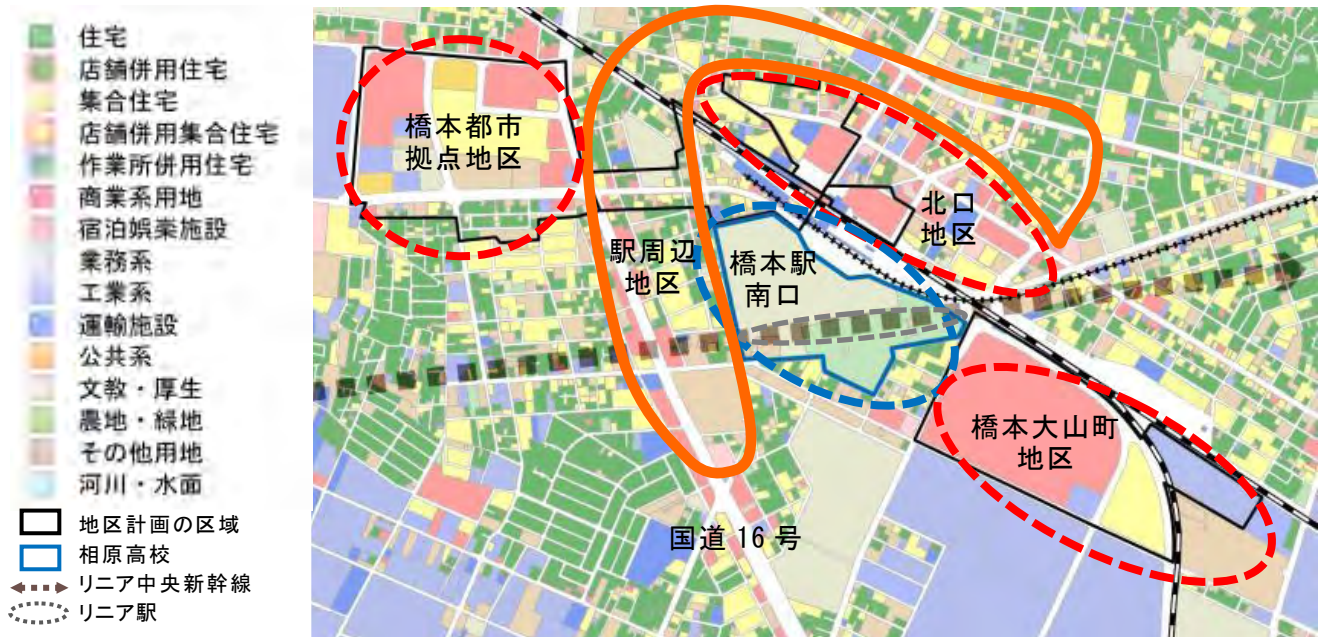 住宅
店舗併用住宅
集合住宅
店舗併用集合住宅
作業所併用住宅
商業系用地
宿泊娯楽施設
業務系
工業系
運輸施設
公共系
文教・厚生
農地・緑地
その他用地
河川・水面
地区計画の区域
相原高校
リニア中央新幹線
リニア駅
橋本都市
拠点地区
北口
地区
駅周辺
地区
橋本駅
南口
橋本大山町
地区
国道 16 号